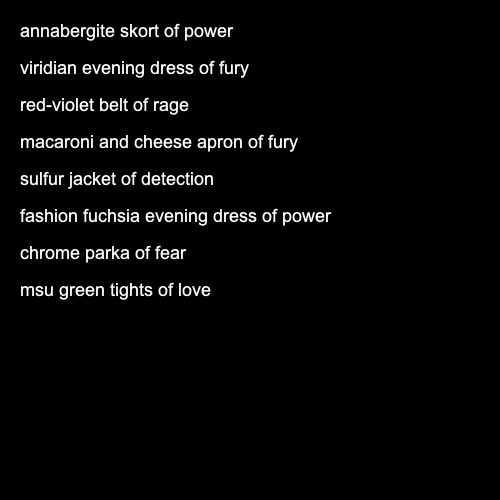 annabergite skort of power
viridian evening dress of fury
red-violet belt of rage
macaroni and cheese apron of fury
sulfur jacket of detection
fashion fuchsia evening dress of power
chrome parka of fear
msu green tights of love